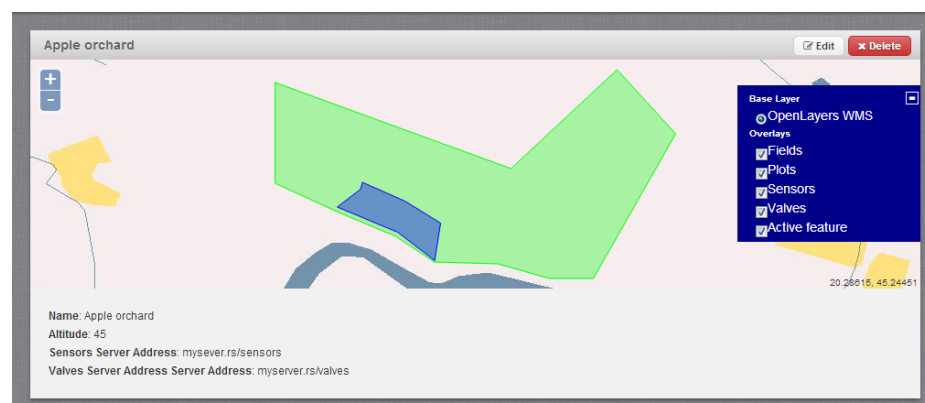 Apple orchard
Edit
Delete
+
-
Base Layer
OpenLayers WMS
Overlays
Fields
Plots
Sensors
Valves
Active feature
20.28615, 45.24451
Name: Apple orchard
Altitude: 45
Sensors Server Address: mysever.rs/sensors
Valves Server Address Server Address: myserver.rs/valves